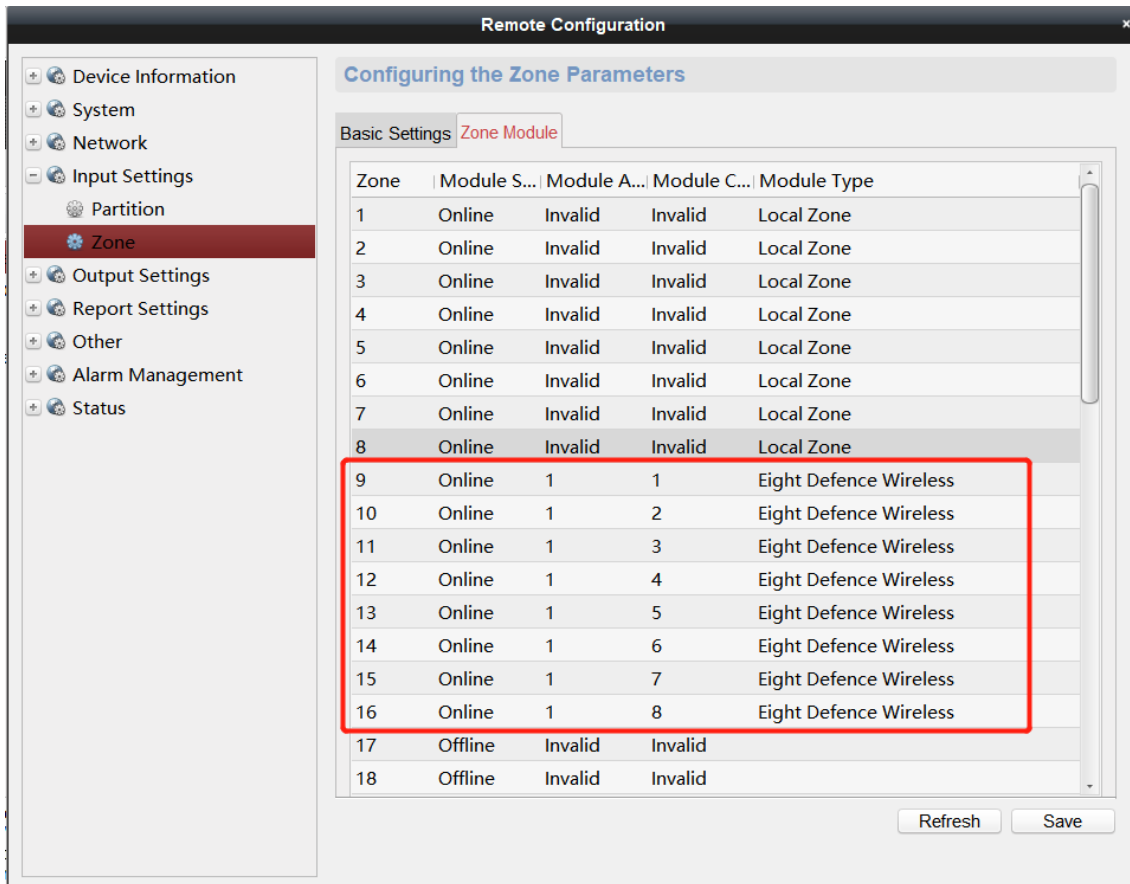 Remote Configuration ×
Device Information
System
Network
Input Settings
Partition
Zone
Output Settings
Report Settings
Other
Alarm Management
Status
Configuring the Zone Parameters
Basic Settings Zone Module
Zone Module S... Module A... Module C... Module Type
1 Online Invalid Invalid Local Zone
2 Online Invalid Invalid Local Zone
3 Online Invalid Invalid Local Zone
4 Online Invalid Invalid Local Zone
5 Online Invalid Invalid Local Zone
6 Online Invalid Invalid Local Zone
7 Online Invalid Invalid Local Zone
8 Online Invalid Invalid Local Zone
9 Online 1 1 Eight Defence Wireless
10 Online 1 2 Eight Defence Wireless
11 Online 1 3 Eight Defence Wireless
12 Online 1 4 Eight Defence Wireless
13 Online 1 5 Eight Defence Wireless
14 Online 1 6 Eight Defence Wireless
15 Online 1 7 Eight Defence Wireless
16 Online 1 8 Eight Defence Wireless
17 Offline Invalid Invalid
18 Offline Invalid Invalid
Refresh Save